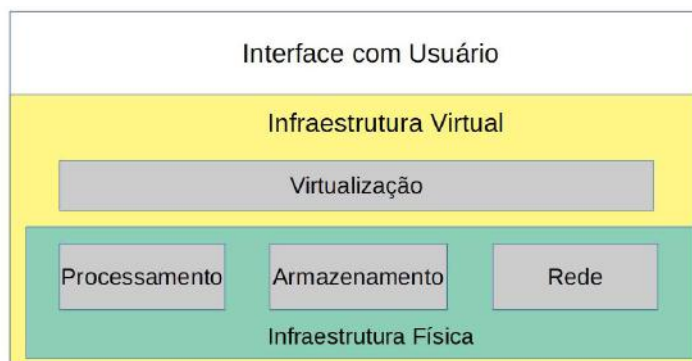 Interface com Usuário
Infraestrutura Virtual
Virtualização
Processamento
Armazenamento
Rede
Infraestrutura Física